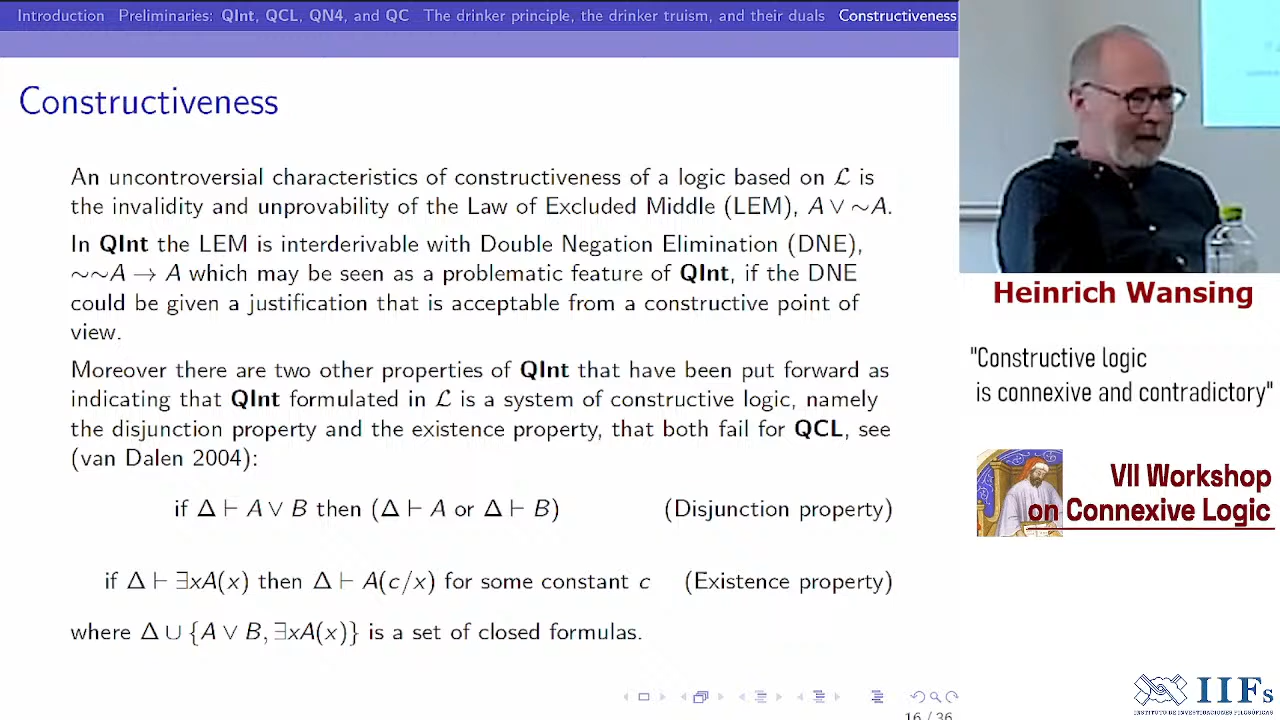 Introduction Preliminaries: QInt, QCL, QN4, and QC The drinker principle, the drinker truism, and their duals Constructiveness
Constructiveness
An uncontroversial characteristics of constructiveness of a logic based on ℒ is
the invalidity and unprovability of the Law of Excluded Middle (LEM), A ∨ ∼A.
In QInt the LEM is interderivable with Double Negation Elimination (DNE),
∼∼A → A which may be seen as a problematic feature of QInt, if the DNE
could be given a justification that is acceptable from a constructive point of
view.
Moreover there are two other properties of QInt that have been put forward as
indicating that QInt formulated in ℒ is a system of constructive logic, namely
the disjunction property and the existence property, that both fail for QCL, see
(van Dalen 2004):
if Δ ⊢ A ∨ B then (Δ ⊢ A or Δ ⊢ B) (Disjunction property)
if Δ ⊢ ∃xA(x) then Δ ⊢ A(c/x) for some constant c (Existence property)
where Δ ∪ {A ∨ B, ∃xA(x)} is a set of closed formulas.
16 / 36
Heinrich Wansing
"Constructive logic
is connexive and contradictory"
VII Workshop
on Connexive Logic
IIFs
INSTITUTO DE INVESTIGACIONES FILOSÓFICAS